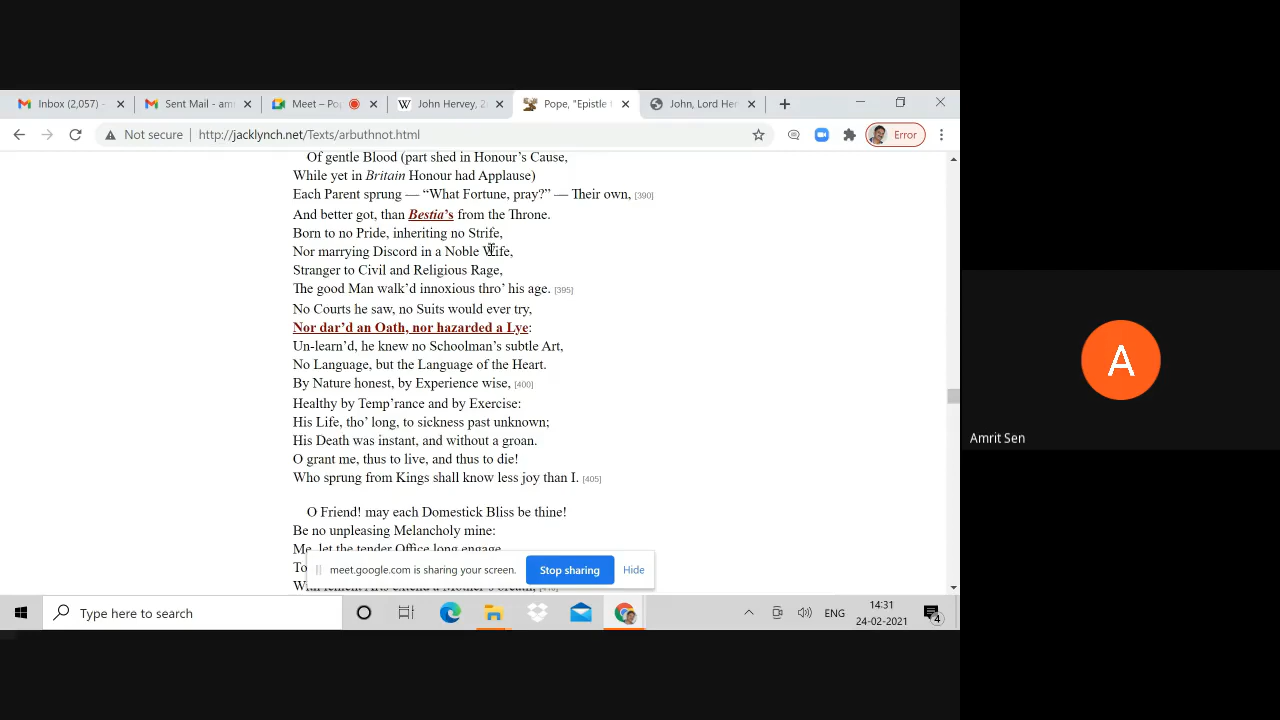 Inbox (2,057) -
Sent Mail - am
Meet – Po
John Hervey, 2
Pope, "Epistle t
John, Lord Her
Not secure
http://jacklynch.net/Texts/arbuthnot.html
Error
Of gentle Blood (part shed in Honour's Cause,
While yet in Britain Honour had Applause)
Each Parent sprung — “What Fortune, pray?” — Their own, [390]
And better got, than Bestia's from the Throne.
Born to no Pride, inheriting no Strife,
Nor marrying Discord in a Noble Wife,
Stranger to Civil and Religious Rage,
The good Man walk'd innoxious thro' his age. [395]
No Courts he saw, no Suits would ever try,
Nor dar'd an Oath, nor hazarded a Lye:
Un-learn'd, he knew no Schoolman's subtle Art,
No Language, but the Language of the Heart.
By Nature honest, by Experience wise, [400]
Healthy by Temp'rance and by Exercise:
His Life, tho' long, to sickness past unknown;
His Death was instant, and without a groan.
O grant me, thus to live, and thus to die!
Who sprung from Kings shall know less joy than I. [405]
O Friend! may each Domestick Bliss be thine!
Be no unpleasing Melancholy mine:
Me, let the tender Office long engage
To
meet.google.com is sharing your screen.
Stop sharing
Hide
A
Amrit Sen
Type here to search
ENG
14:31
24-02-2021
4